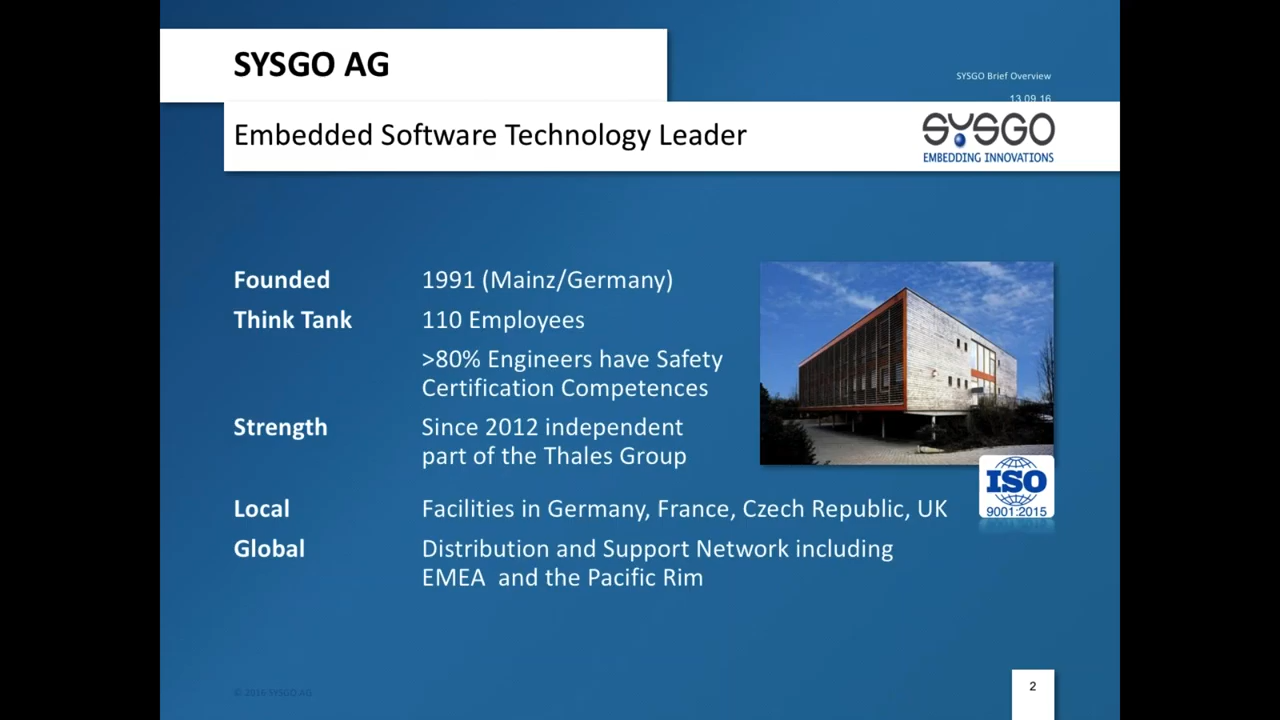 SYSGO AG
SYSGO Brief Overview
13.09.16
Embedded Software Technology Leader
SYSGO
EMBEDDING INNOVATIONS
Founded 1991 (Mainz/Germany)
Think Tank 110 Employees
>80% Engineers have Safety
Certification Competences
Strength Since 2012 independent
part of the Thales Group
ISO
9001:2015
Local Facilities in Germany, France, Czech Republic, UK
Global Distribution and Support Network including
EMEA and the Pacific Rim
© 2016 SYSGO AG
2